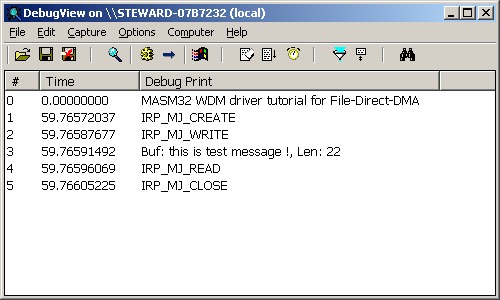 DebugView on \\STEWARD-07B7232 (local)
File Edit Capture Options Computer Help
# Time Debug Print
0 0.00000000 MASM32 WDM driver tutorial for File-Direct-DMA
1 59.76572037 IRP_MJ_CREATE
2 59.76587677 IRP_MJ_WRITE
3 59.76591492 Buf: this is test message !, Len: 22
4 59.76596069 IRP_MJ_READ
5 59.76605225 IRP_MJ_CLOSE